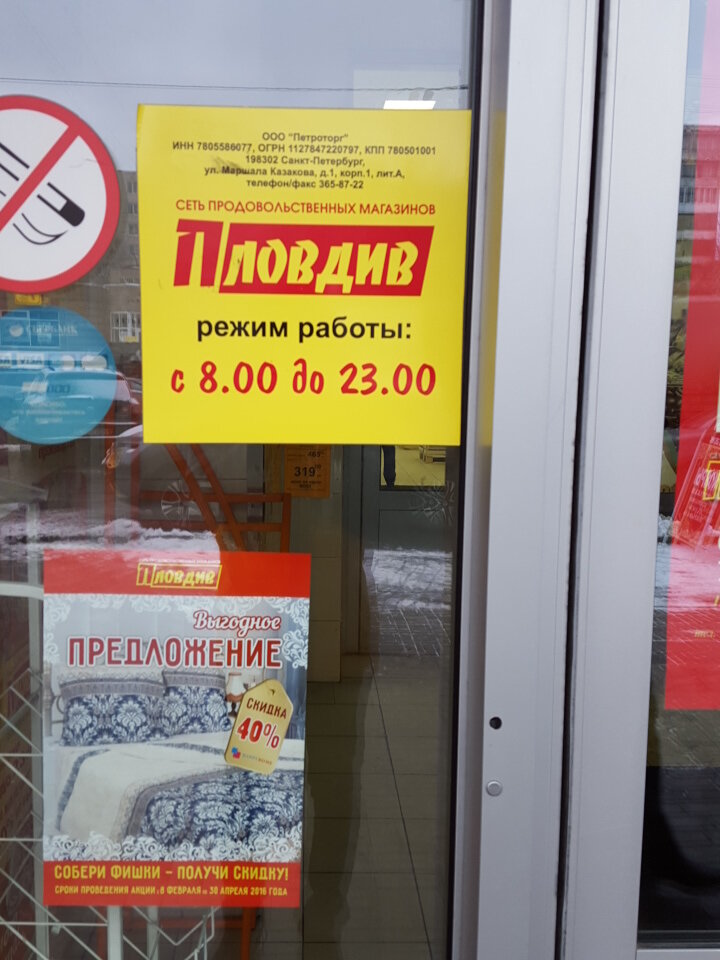 ООО "Петроторг"
ИНН 7805586077, ОГРН 1127847220797, КПП 780501001
198302 Санкт-Петербург,
ул. Маршала Казакова, д.1, корп.1, лит.А,
телефон/факс 365-87-22
СЕТЬ ПРОДОВОЛЬСТВЕННЫХ МАГАЗИНОВ
ПЛОВДИВ
режим работы:
с 8.00 до 23.00
СБЕРБАНК
319
ПЛОВДИВ
Выгодное
ПРЕДЛОЖЕНИЕ
СКИДКА
40%
СОБЕРИ ФИШКИ – ПОЛУЧИ СКИДКУ!
СРОКИ ПРОВЕДЕНИЯ АКЦИИ: 8 ФЕВРАЛЯ – 30 АПРЕЛЯ 2016 ГОДА